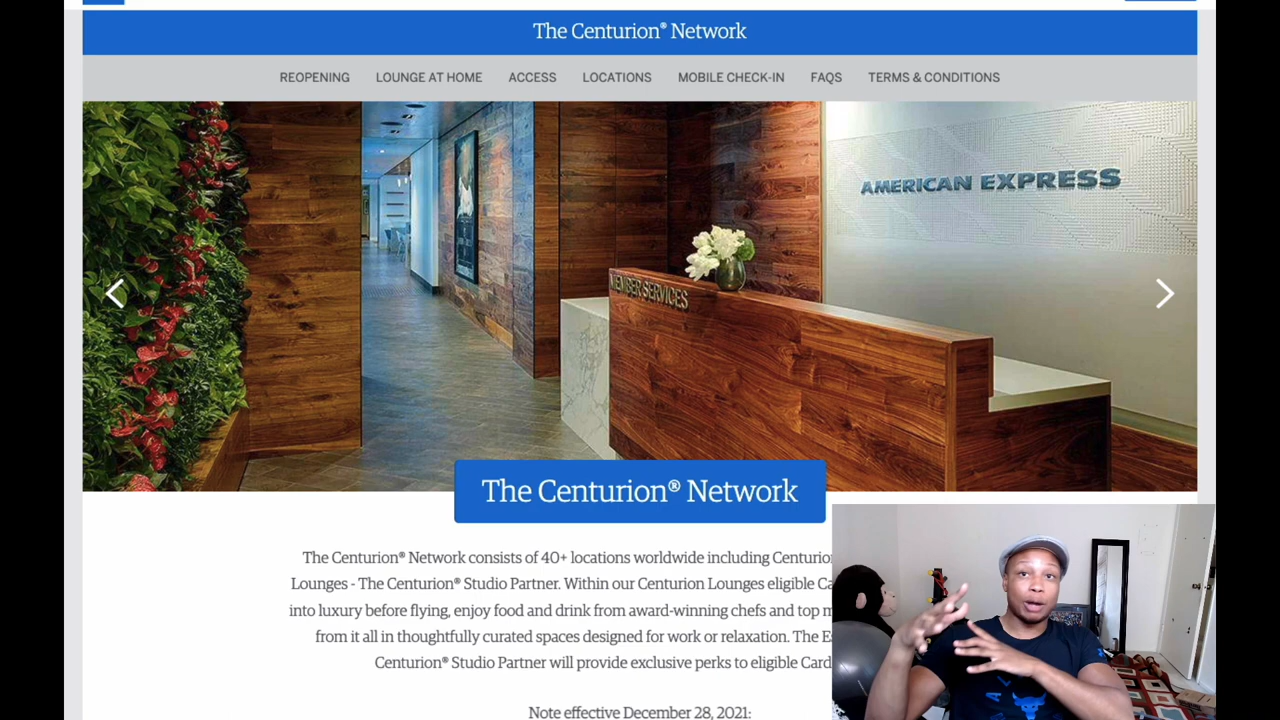 The Centurion® Network
REOPENING LOUNGE AT HOME ACCESS LOCATIONS MOBILE CHECK-IN FAQS TERMS & CONDITIONS
AMERICAN EXPRESS
MEMBER SERVICES
The Centurion® Network
The Centurion® Network consists of 40+ locations worldwide including
Lounges - The Centurion® Studio Partner. Within our Centurion Lounges eligible
into luxury before flying, enjoy food and drink from award-winning chefs and top
from it all in thoughtfully curated spaces designed for work or relaxation. The
Centurion® Studio Partner will provide exclusive perks to eligible
Note effective December 28, 2021: